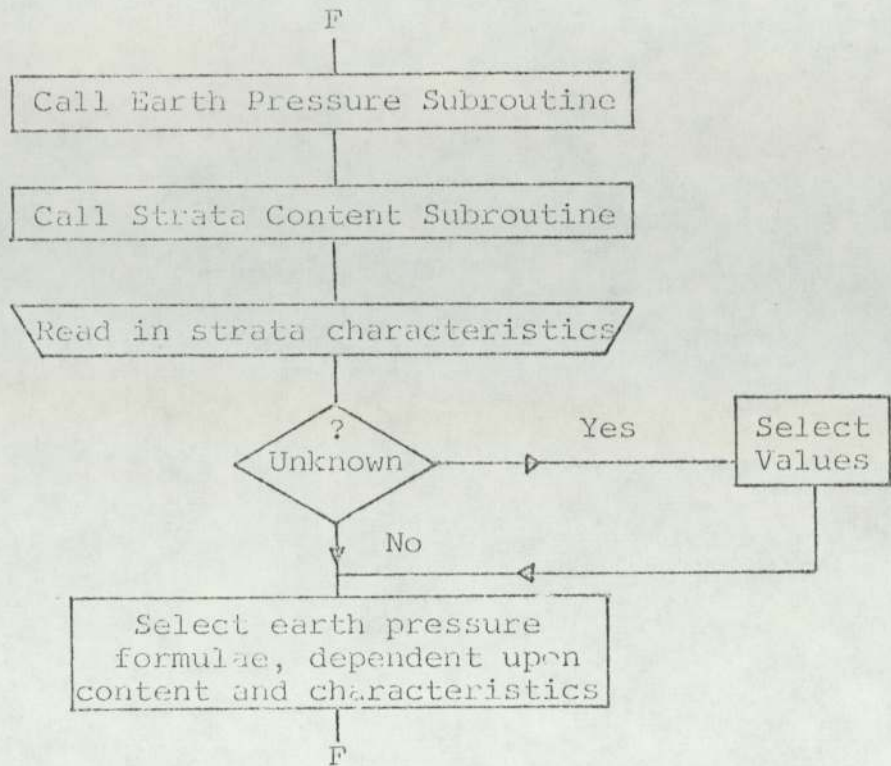 F
Call Earth Pressure Subroutine
Call Strata Content Subroutine
Read in strata characteristics
?
Unknown
Yes
Select
Values
No
Select earth pressure
formulae, dependent upon
content and characteristics
F